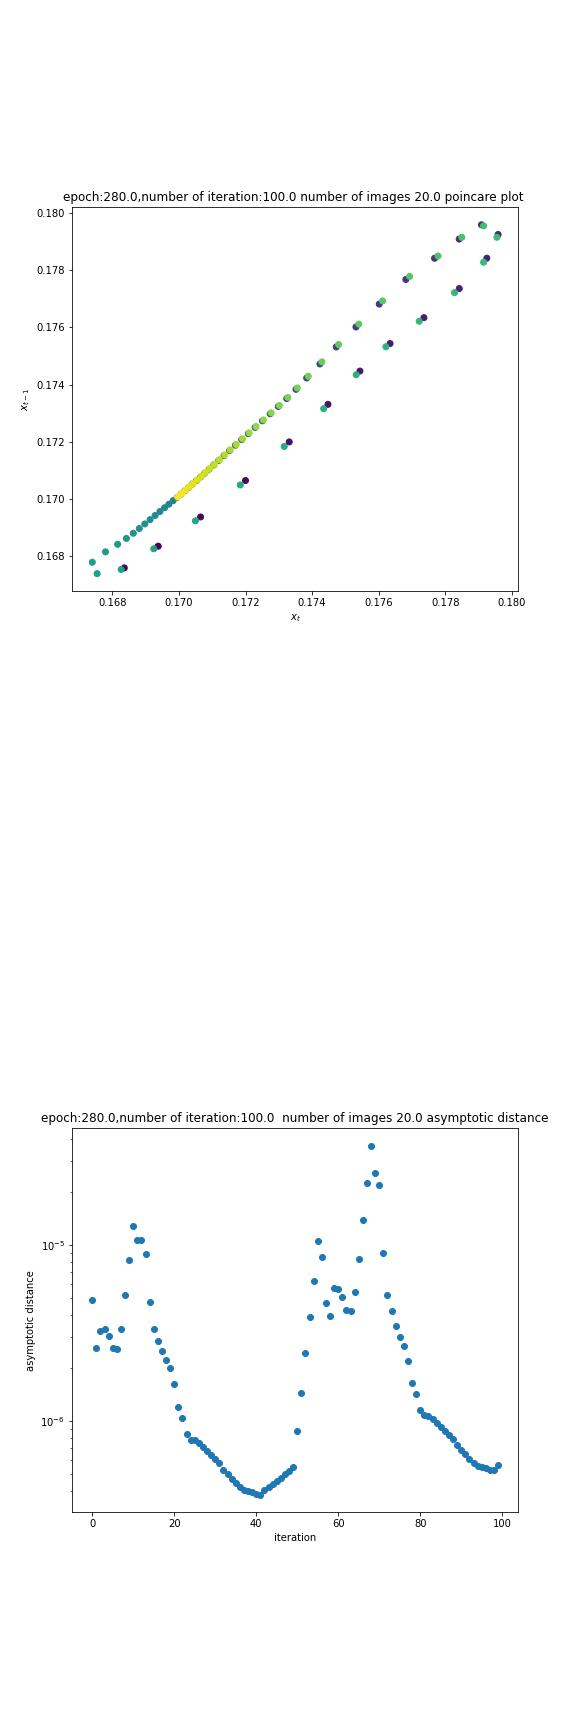 epoch:280.0,number of iteration:100.0 number of images 20.0 poincare plot
0.180
0.178
0.176
0.174
0.172
0.170
0.168
x_{t-1}
0.168 0.170 0.172 0.174 0.176 0.178 0.180
x_t
epoch:280.0,number of iteration:100.0  number of images 20.0 asymptotic distance
10^{-5}
10^{-6}
asymptotic distance
0 20 40 60 80 100
iteration